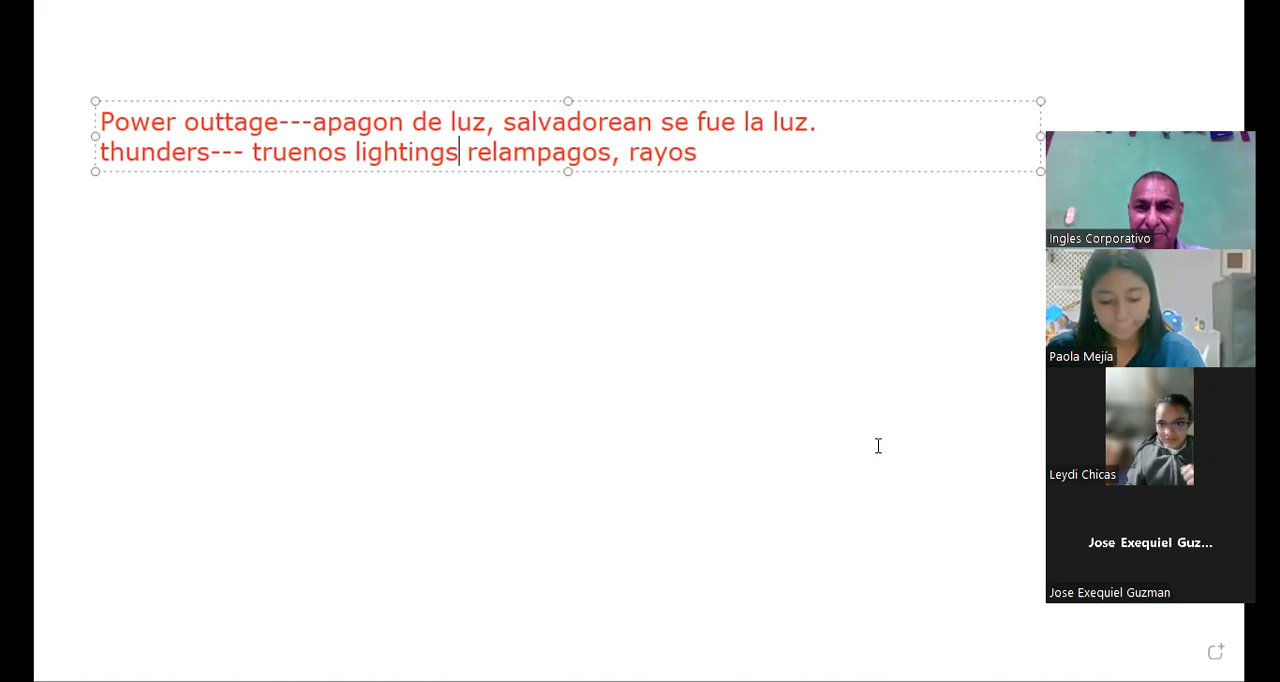 Power outtage---apagon de luz, salvadorean se fue la luz.
thunders--- truenos lightings relampagos, rayos
Ingles Corporativo
Paola Mejía
Leydi Chicas
Jose Exequiel Guz...
Jose Exequiel Guzman